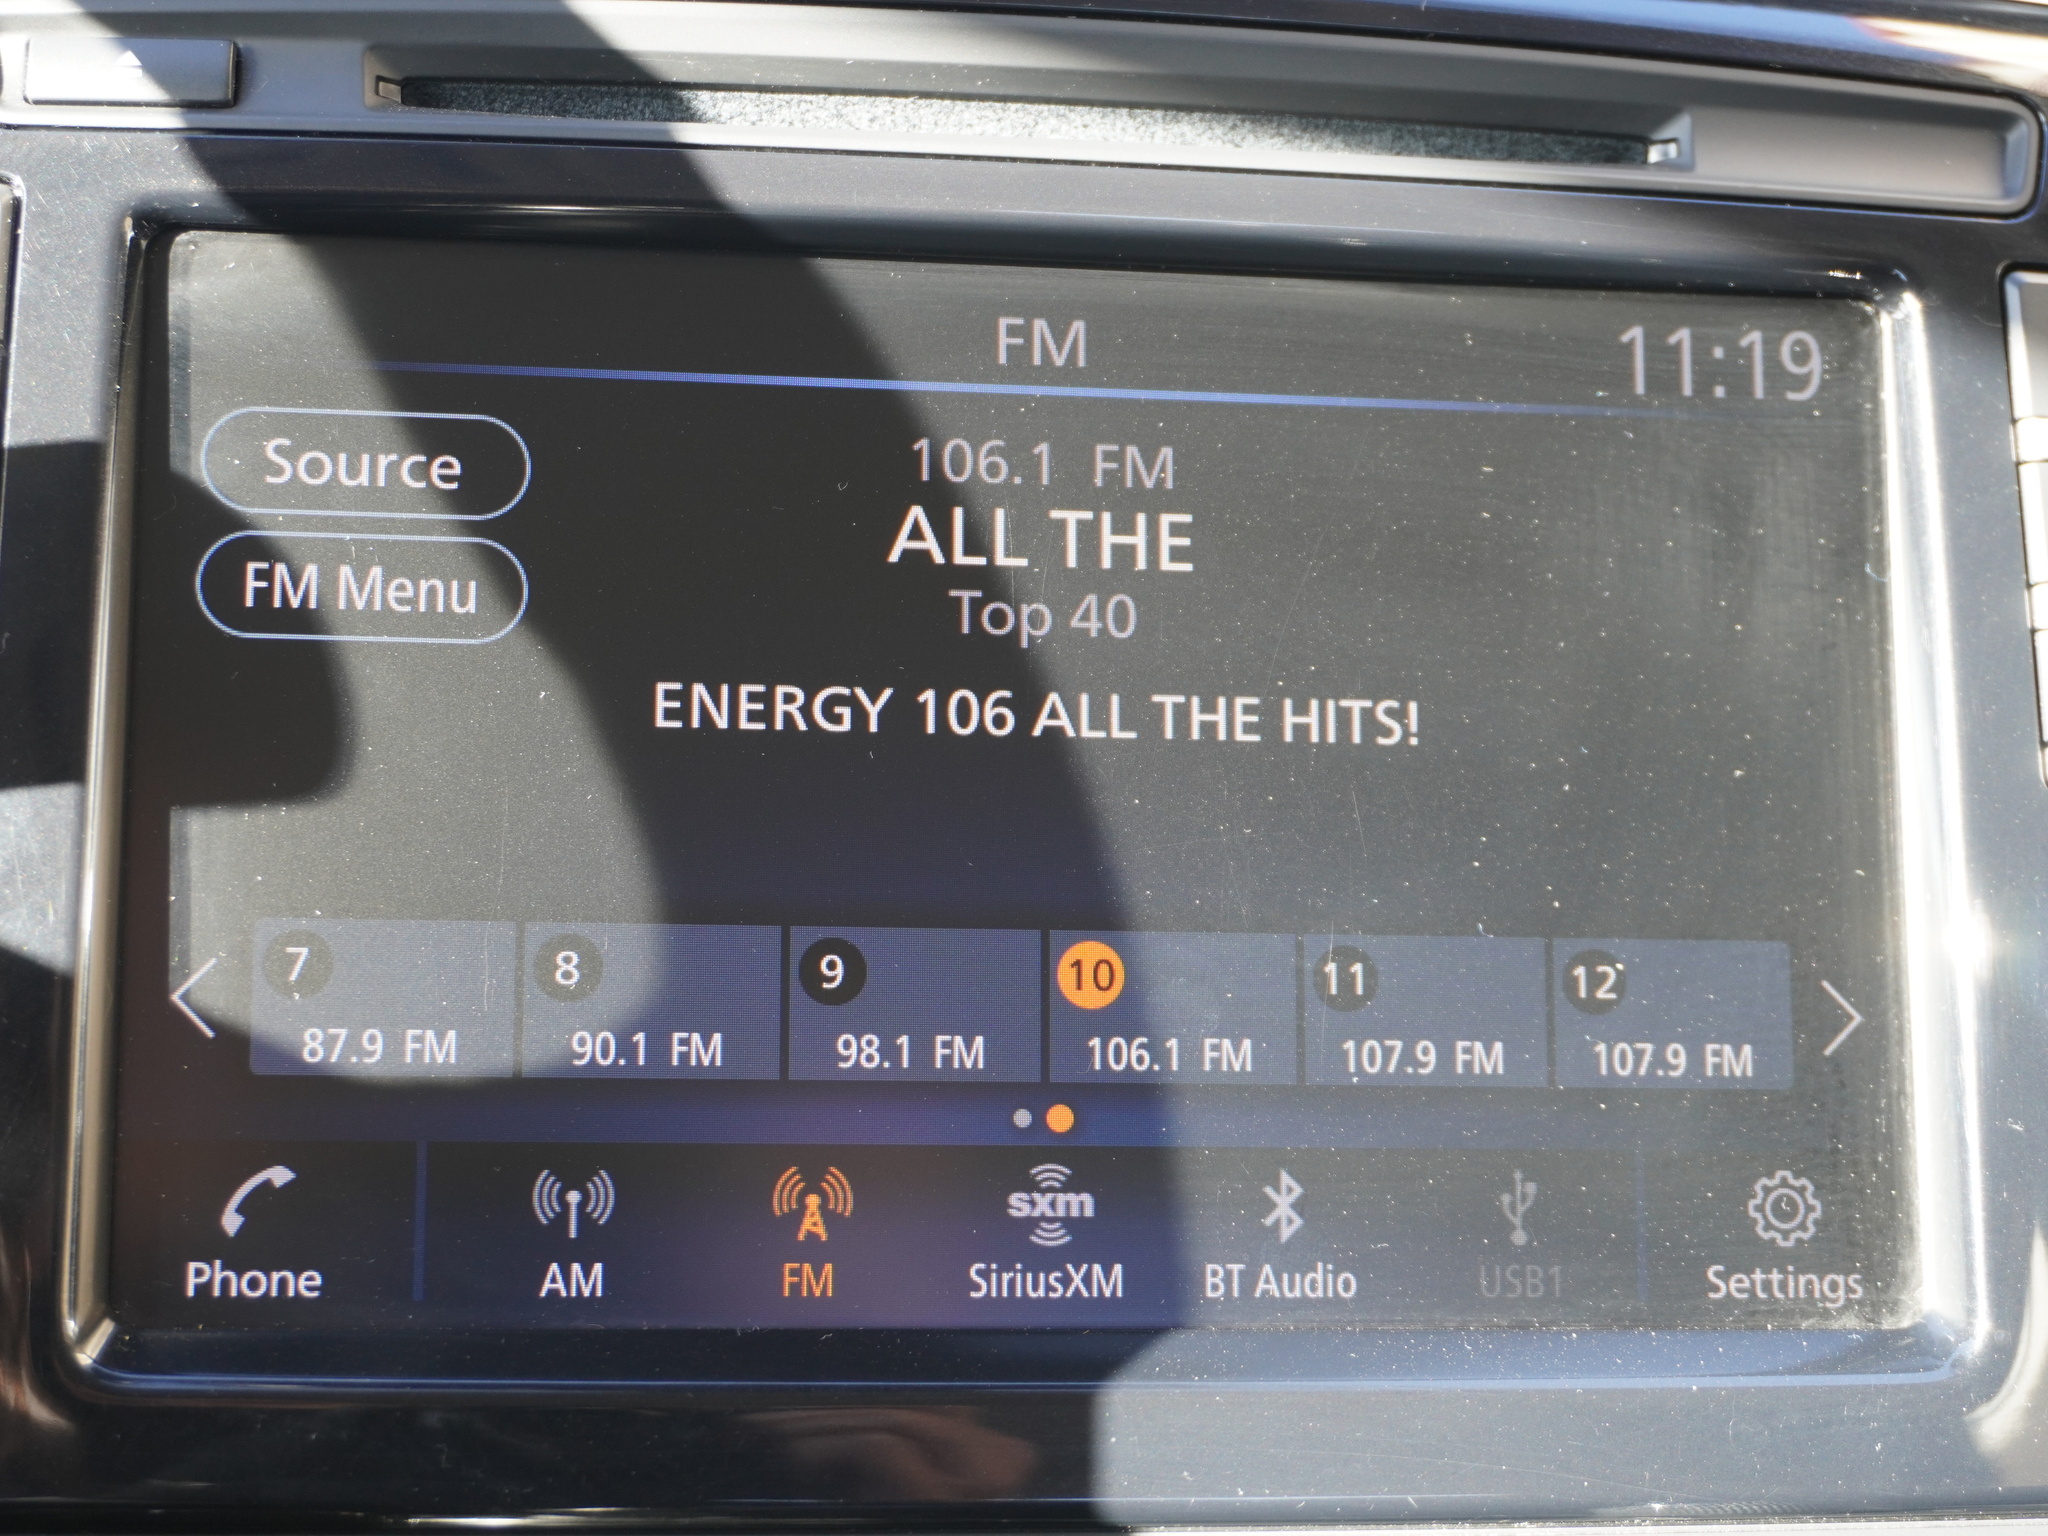 FM
11:19
Source
106.1 FM
ALL THE
FM Menu
Top 40
ENERGY 106 ALL THE HITS!
7
8
9
10
11
12
87.9 FM
90.1 FM
98.1 FM
106.1 FM
107.9 FM
107.9 FM
sxm
Phone
AM
FM
SiriusXM
BT Audio
USB1
Settings